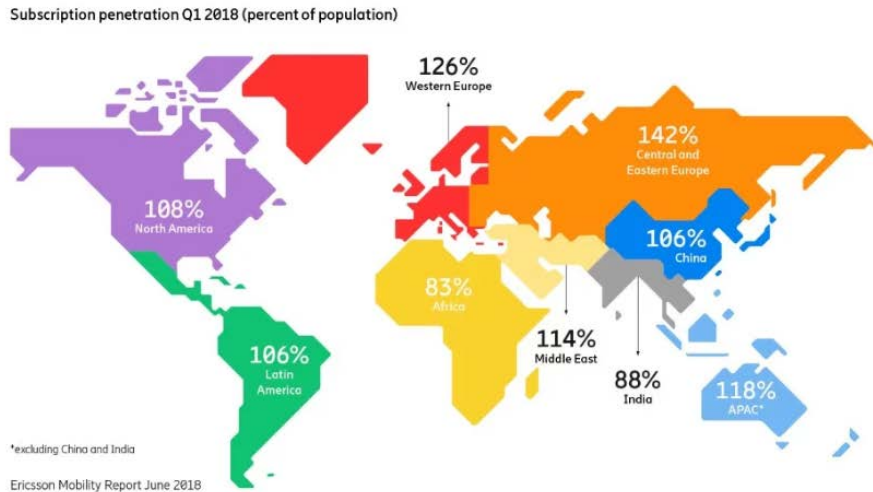 Subscription penetration Q1 2018 (percent of population)
126%
Western Europe
142%
Central and
Eastern Europe
108%
North America
106%
China
83%
Africa
114%
Middle East
88%
India
106%
Latin
America
118%
APAC*
*excluding China and India
Ericsson Mobility Report June 2018